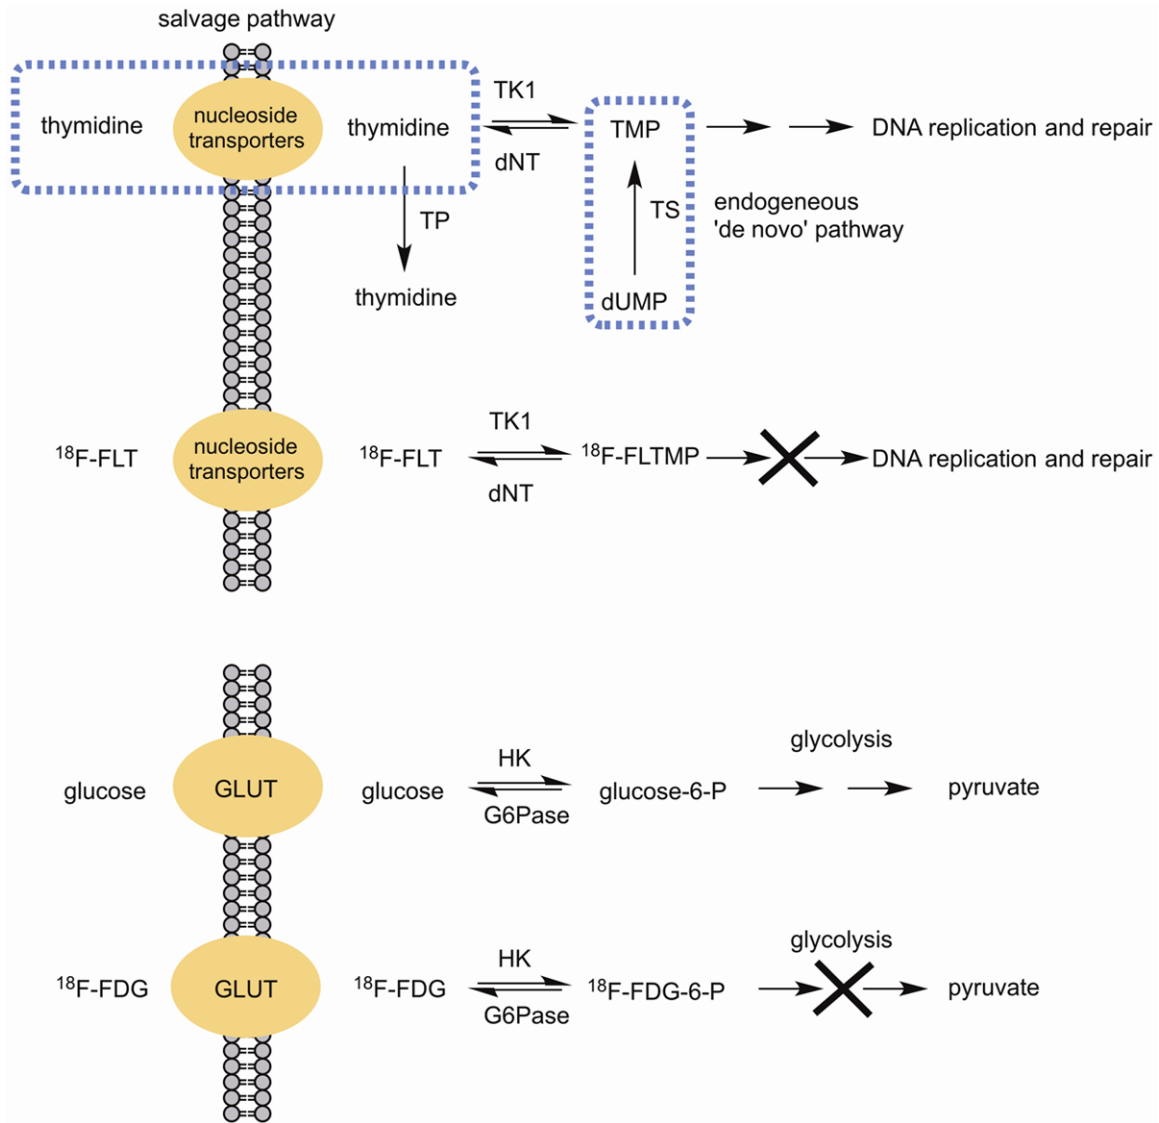 salvage pathway
thymidine
nucleoside
transporters
thymidine
TK1
dNT
TMP
DNA replication and repair
TP
thymidine
TS
dUMP
endogeneous
'de novo' pathway
18F-FLT
nucleoside
transporters
18F-FLT
TK1
dNT
18F-FLTMP
DNA replication and repair
glucose
GLUT
glucose
HK
G6Pase
glucose-6-P
glycolysis
pyruvate
18F-FDG
GLUT
18F-FDG
HK
G6Pase
18F-FDG-6-P
glycolysis
pyruvate